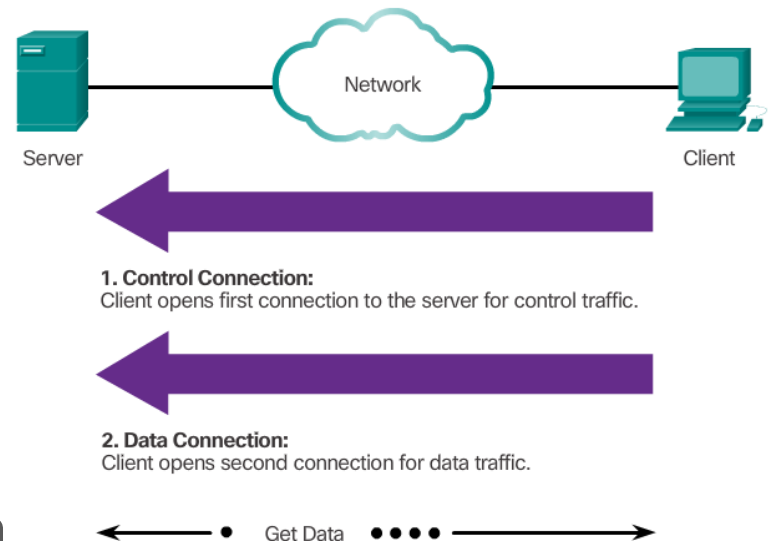 Network
Server
Client
1. Control Connection:
Client opens first connection to the server for control traffic.
2. Data Connection:
Client opens second connection for data traffic.
Get Data